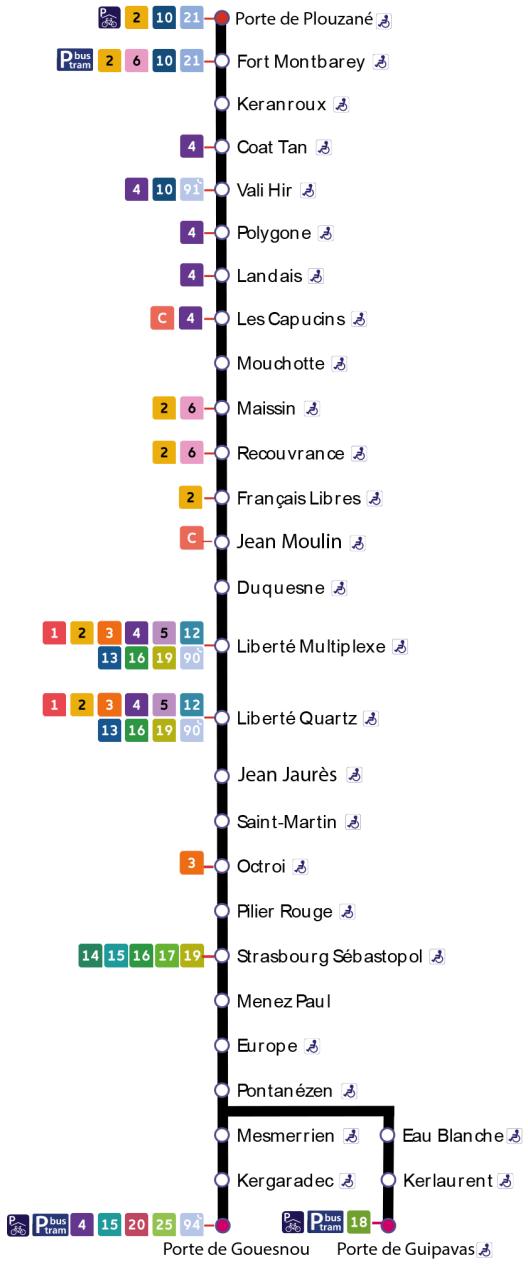 P 2 10 21 Porte de Plouzané
P bus tram 2 6 10 21 Fort Montbarey
Keranroux
4 Coat Tan
4 10 91 Vali Hir
4 Polygone
4 Landais
C 4 Les Capucins
Mouchotte
2 6 Maissin
2 6 Recouvrance
2 Français Libres
C Jean Moulin
Duquesne
1 2 3 4 5 12
13 16 19 90
Liberté Multiplexe
1 2 3 4 5 12
13 16 19 90
Liberté Quartz
Jean Jaurès
Saint-Martin
3 Octroi
Pilier Rouge
14 15 16 17 19 Strasbourg Sébastopol
Menez Paul
Europe
Pontanézen
Mesmerrien Eau Blanche
Kergaradec Kerlaurent
P P bus tram 4 15 20 25 94 P P bus tram 18
Porte de Gouesnou Porte de Guipavas